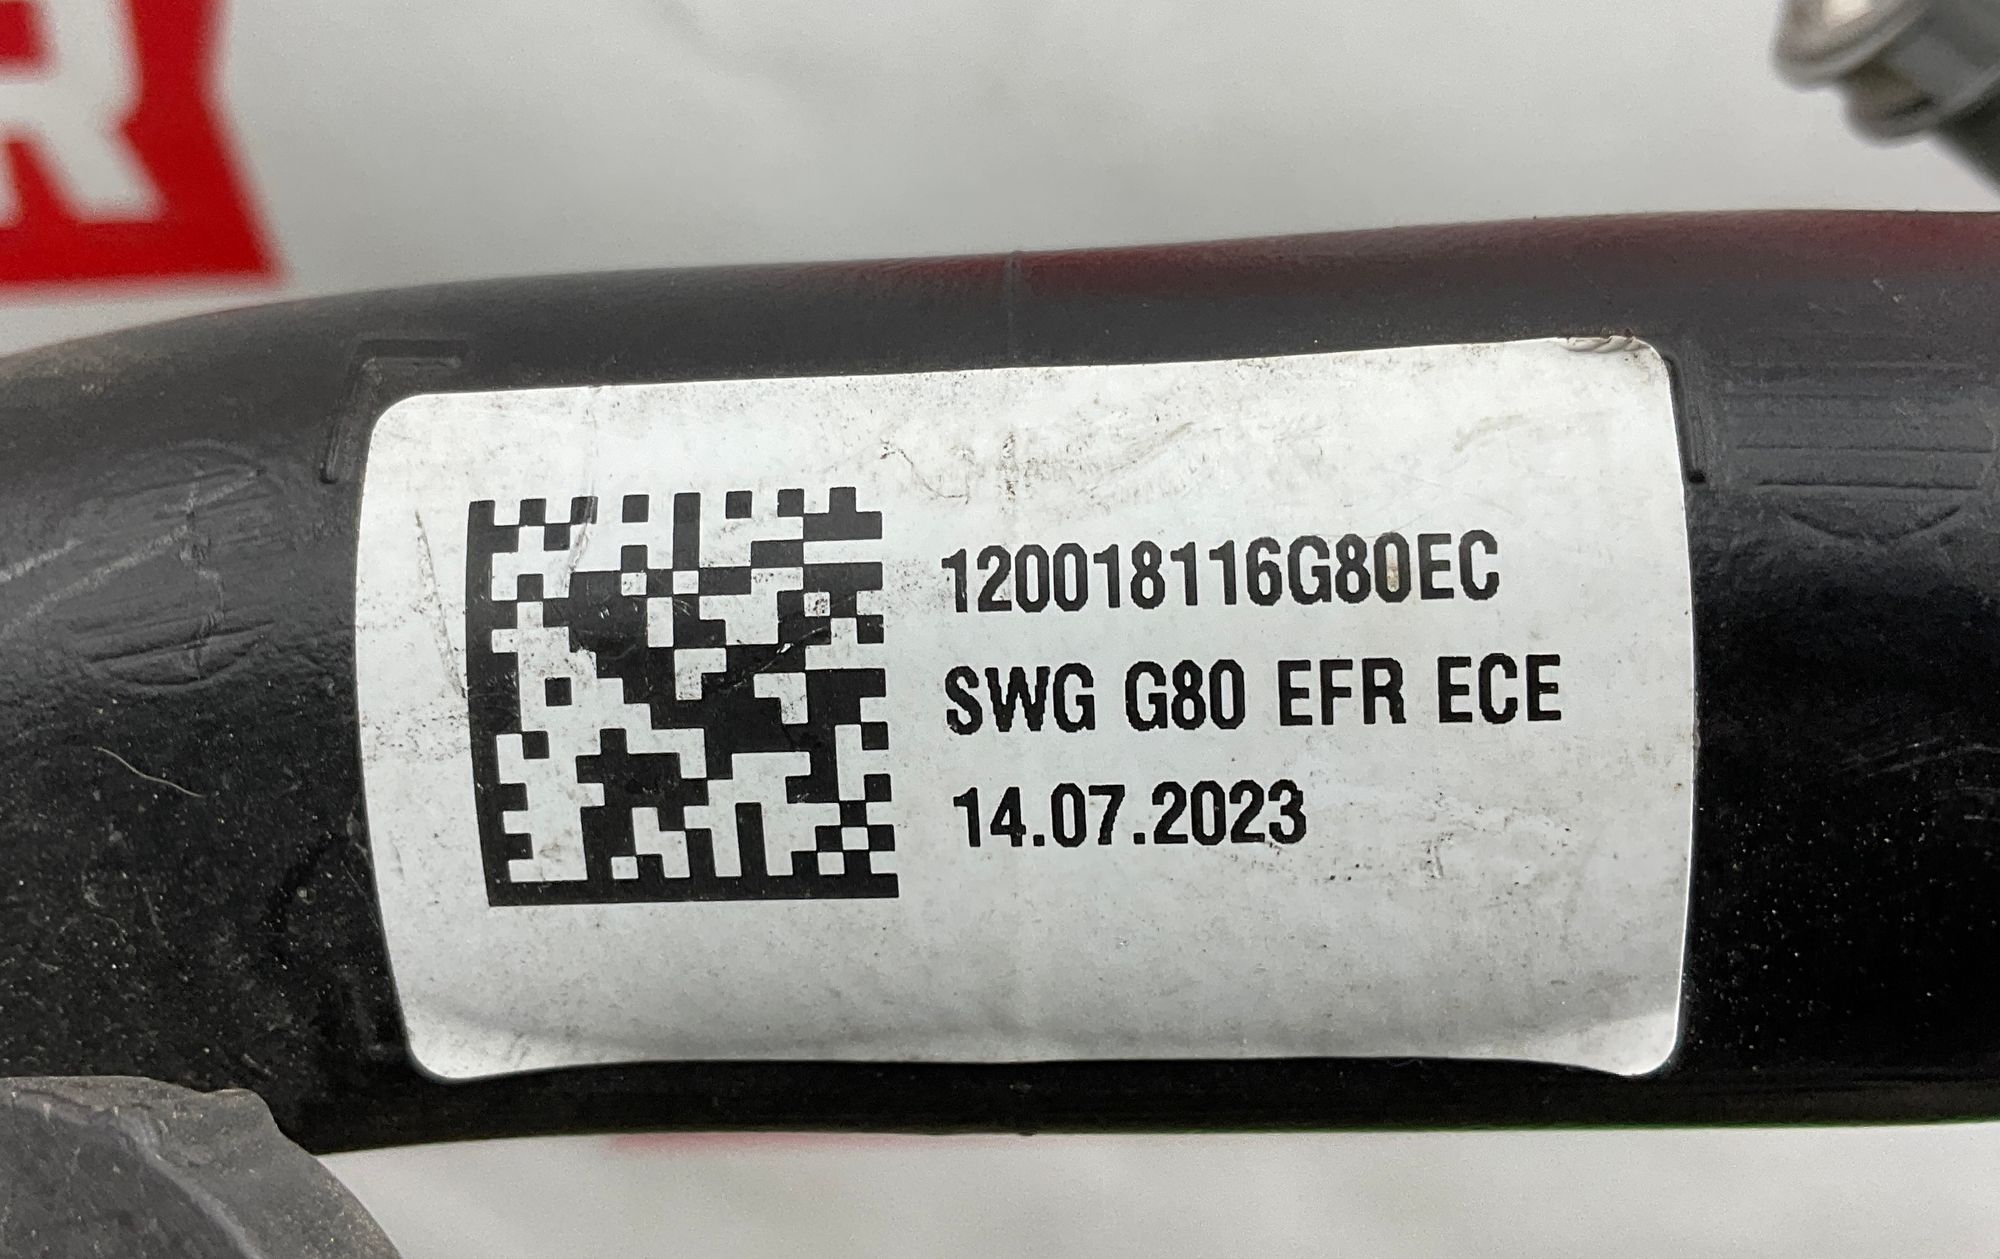 R
120018116G80EC
SWG G80 EFR ECE
14.07.2023